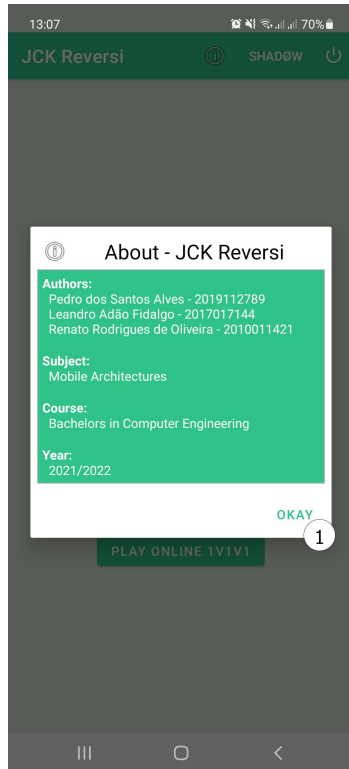 13:07
70%
JCK Reversi
SHADØW
About - JCK Reversi
Authors:
Pedro dos Santos Alves - 2019112789
Leandro Adão Fidalgo - 2017017144
Renato Rodrigues de Oliveira - 2010011421
Subject:
Mobile Architectures
Course:
Bachelors in Computer Engineering
Year:
2021/2022
OKAY
1
PLAY ONLINE 1V1V1